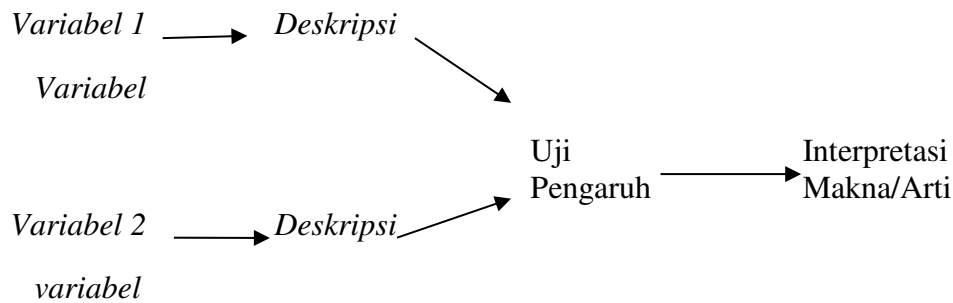 Variabel 1 Deskripsi
Variabel
Uji Interpretasi
Pengaruh Makna/Arti
Variabel 2 Deskripsi
variabel